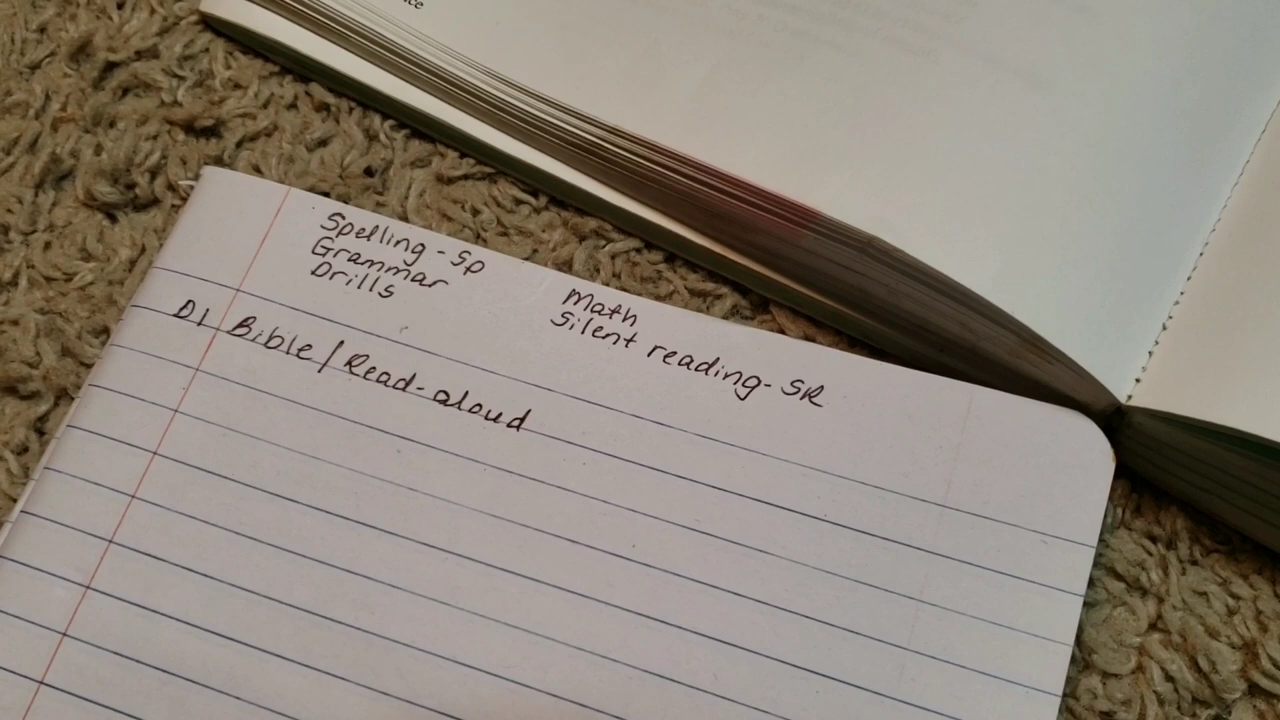 Spelling - Sp
Grammar
Drills
Math
Silent reading - SR
D1 Bible / Read-aloud